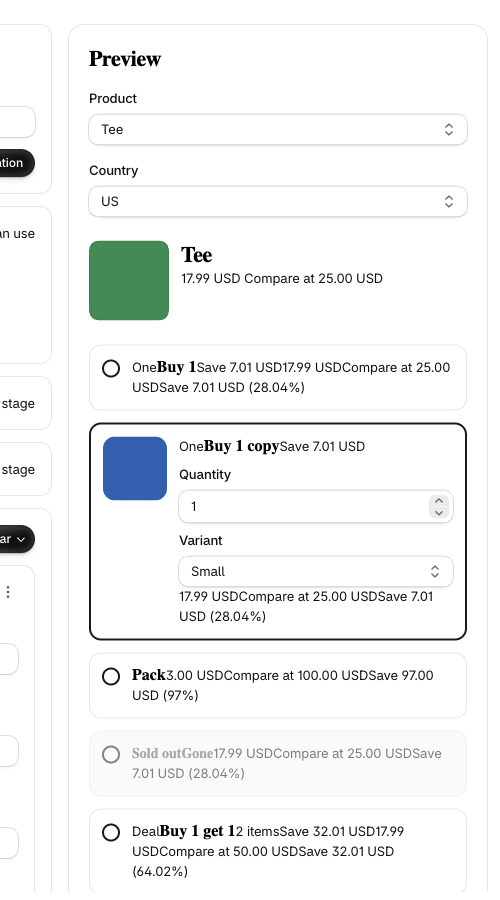 Preview
Product
Tee
ation
Country
US
an use
Tee
17.99 USD Compare at 25.00 USD
OneBuy 1Save 7.01 USD17.99 USDCompare at 25.00
USDSave 7.01 USD (28.04%)
stage
OneBuy 1 copySave 7.01 USD
stage
Quantity
1
ar
Variant
Small
17.99 USDCompare at 25.00 USDSave 7.01
USD (28.04%)
Pack3.00 USDCompare at 100.00 USDSave 97.00
USD (97%)
Sold outGone17.99 USDCompare at 25.00 USDSave
7.01 USD (28.04%)
DealBuy 1 get 12 itemsSave 32.01 USD17.99
USDCompare at 50.00 USDSave 32.01 USD
(64.02%)